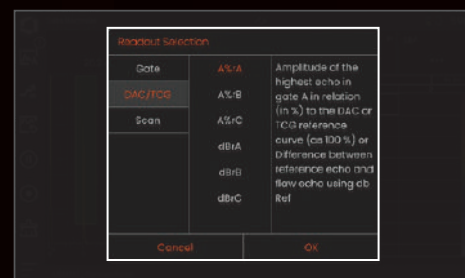 Readout Selection
Gate
DAC/TCG
Scan
A%rA
A%rB
A%rC
dBrA
dBrB
dBrC
Amplitude of the
highest echo in
gate A in relation
(in %) to the DAC or
TCG reference
curve (as 100 %) or
Difference between
reference echo and
flaw echo using db
Ref
Cancel
OK